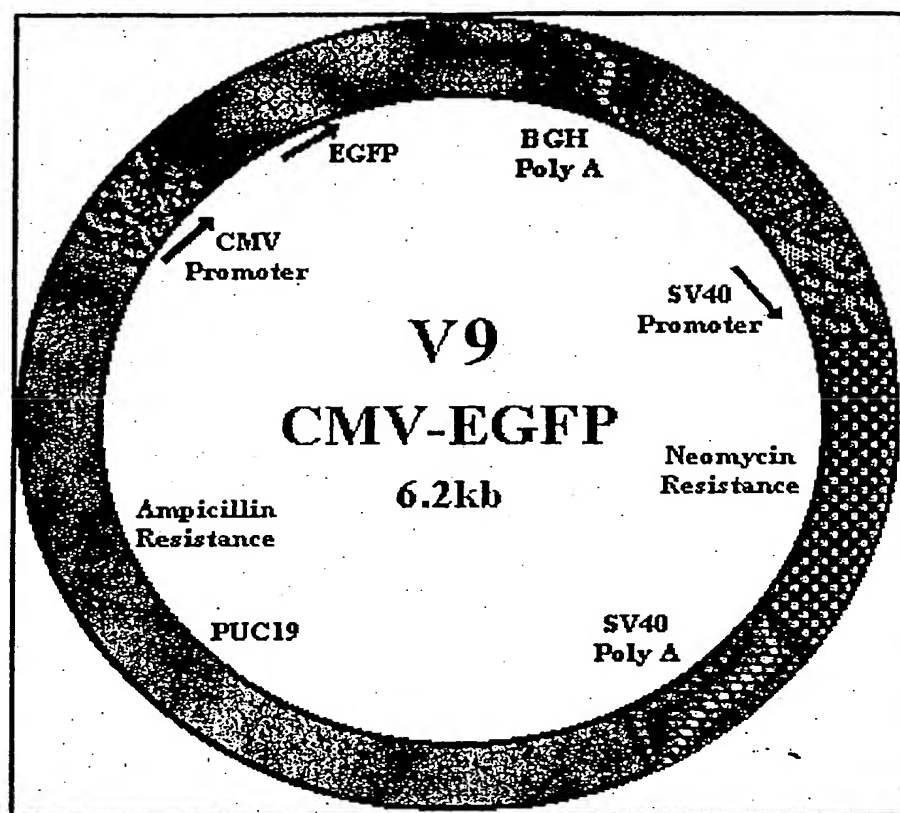 EGFP
BGH
Poly A
CMV
Promoter
SV40
Promoter
V9
CMV-EGFP
6.2kb
Neomycin
Resistance
Ampicillin
Resistance
PUC19
SV40
Poly A